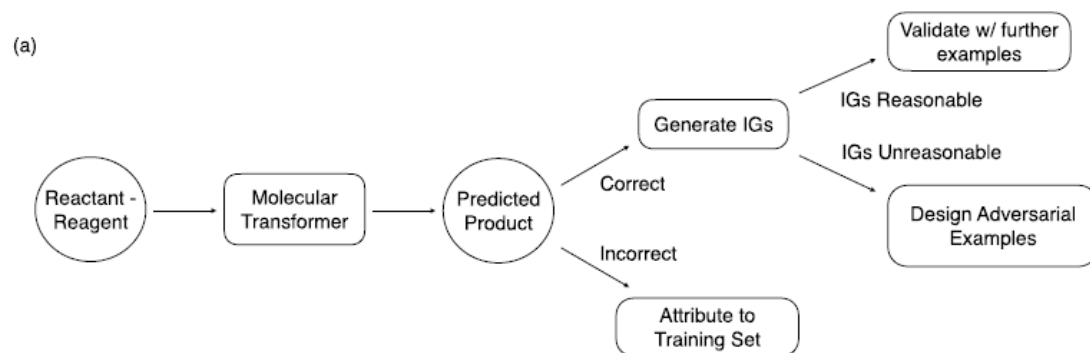 (a)
Reactant -
Reagent
Molecular
Transformer
Predicted
Product
Correct
Incorrect
Generate IGs
Attribute to
Training Set
IGs Reasonable
IGs Unreasonable
Validate w/ further
examples
Design Adversarial
Examples